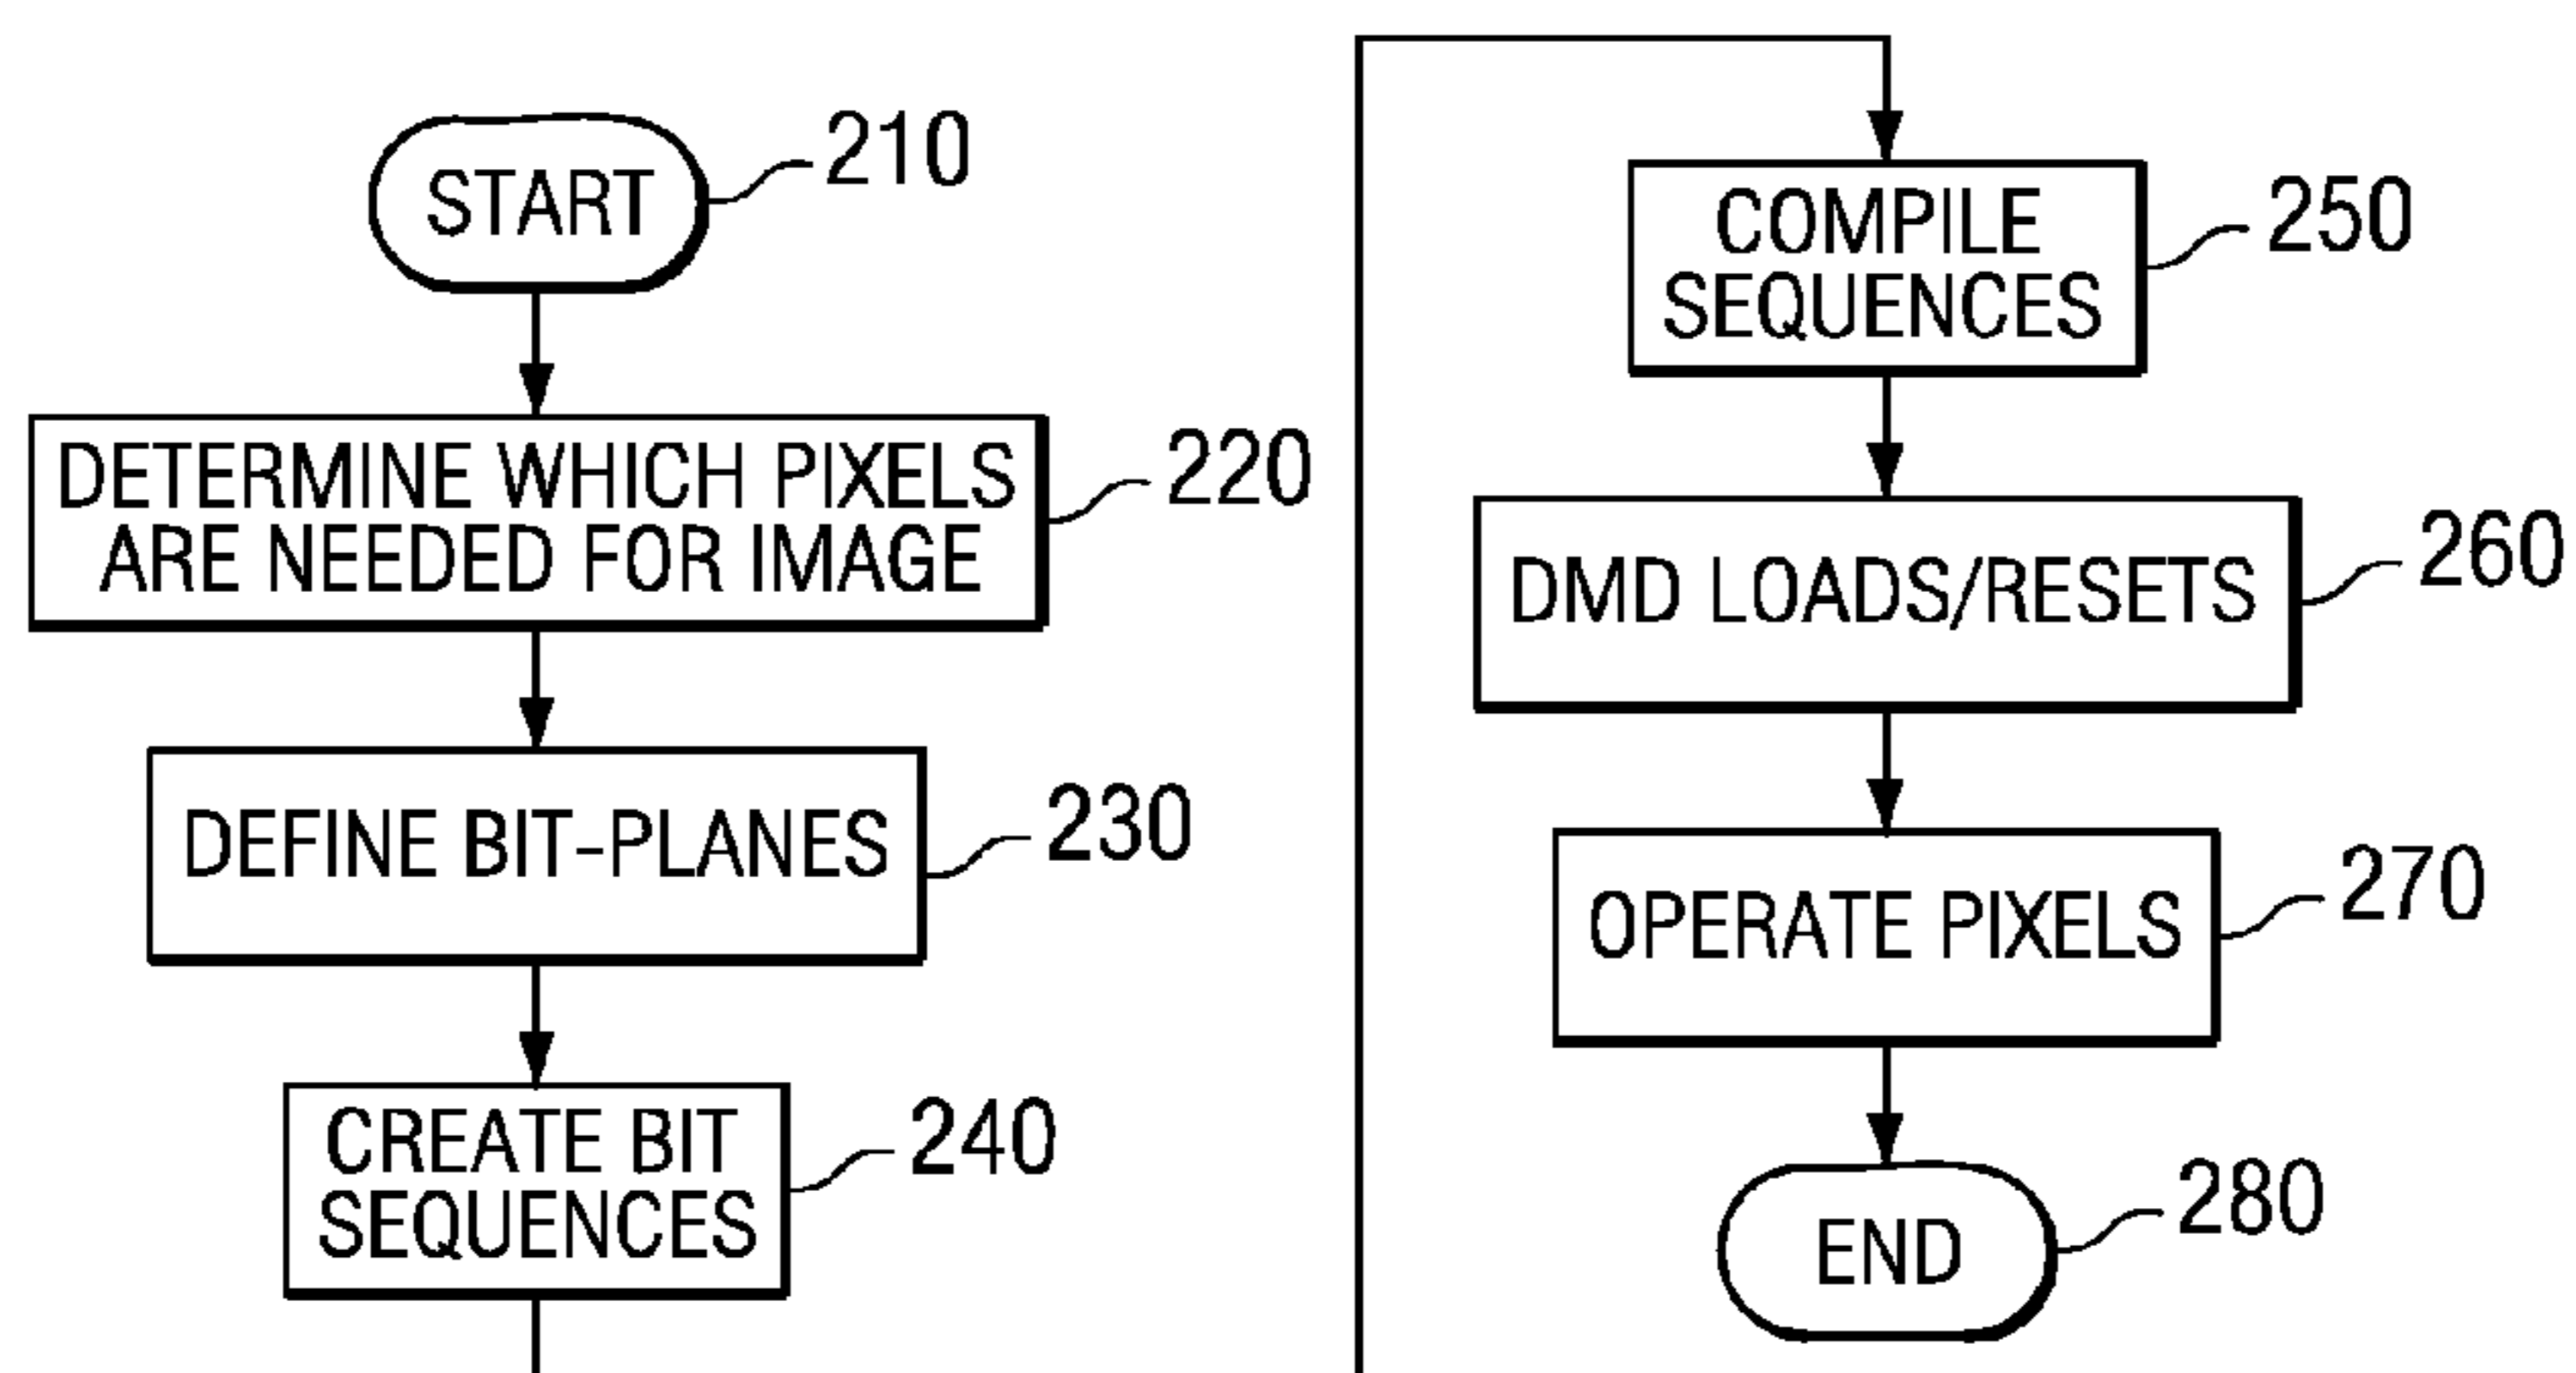 START
210
DETERMINE WHICH PIXELS
ARE NEEDED FOR IMAGE
220
DEFINE BIT-PLANES
230
CREATE BIT
SEQUENCES
240
COMPILE
SEQUENCES
250
DMD LOADS/RESETS
260
OPERATE PIXELS
270
END
280